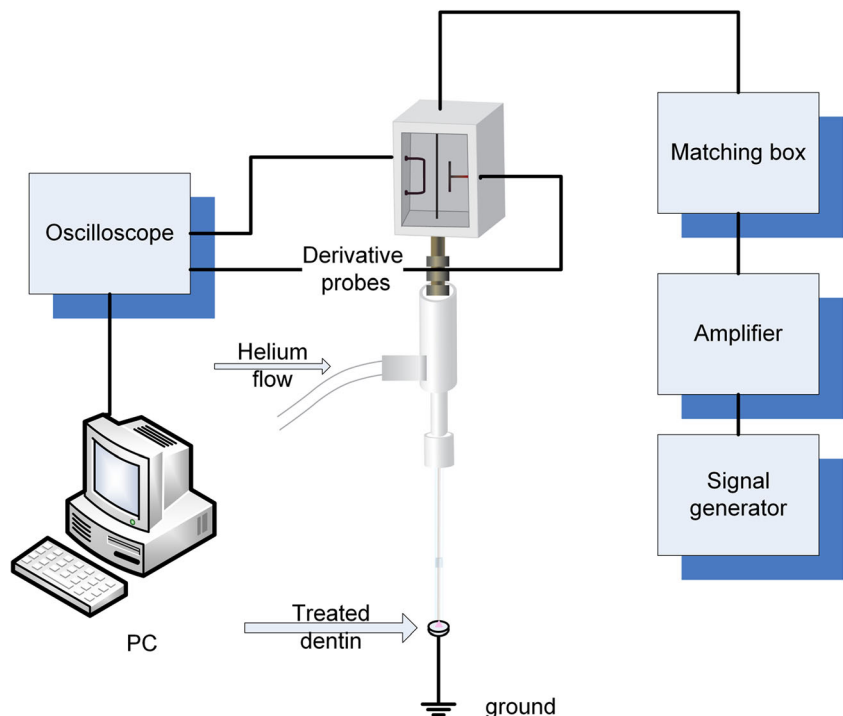 Matching box
Oscilloscope
Derivative
probes
Amplifier
Helium
flow
Signal
generator
Treated
dentin
PC
ground